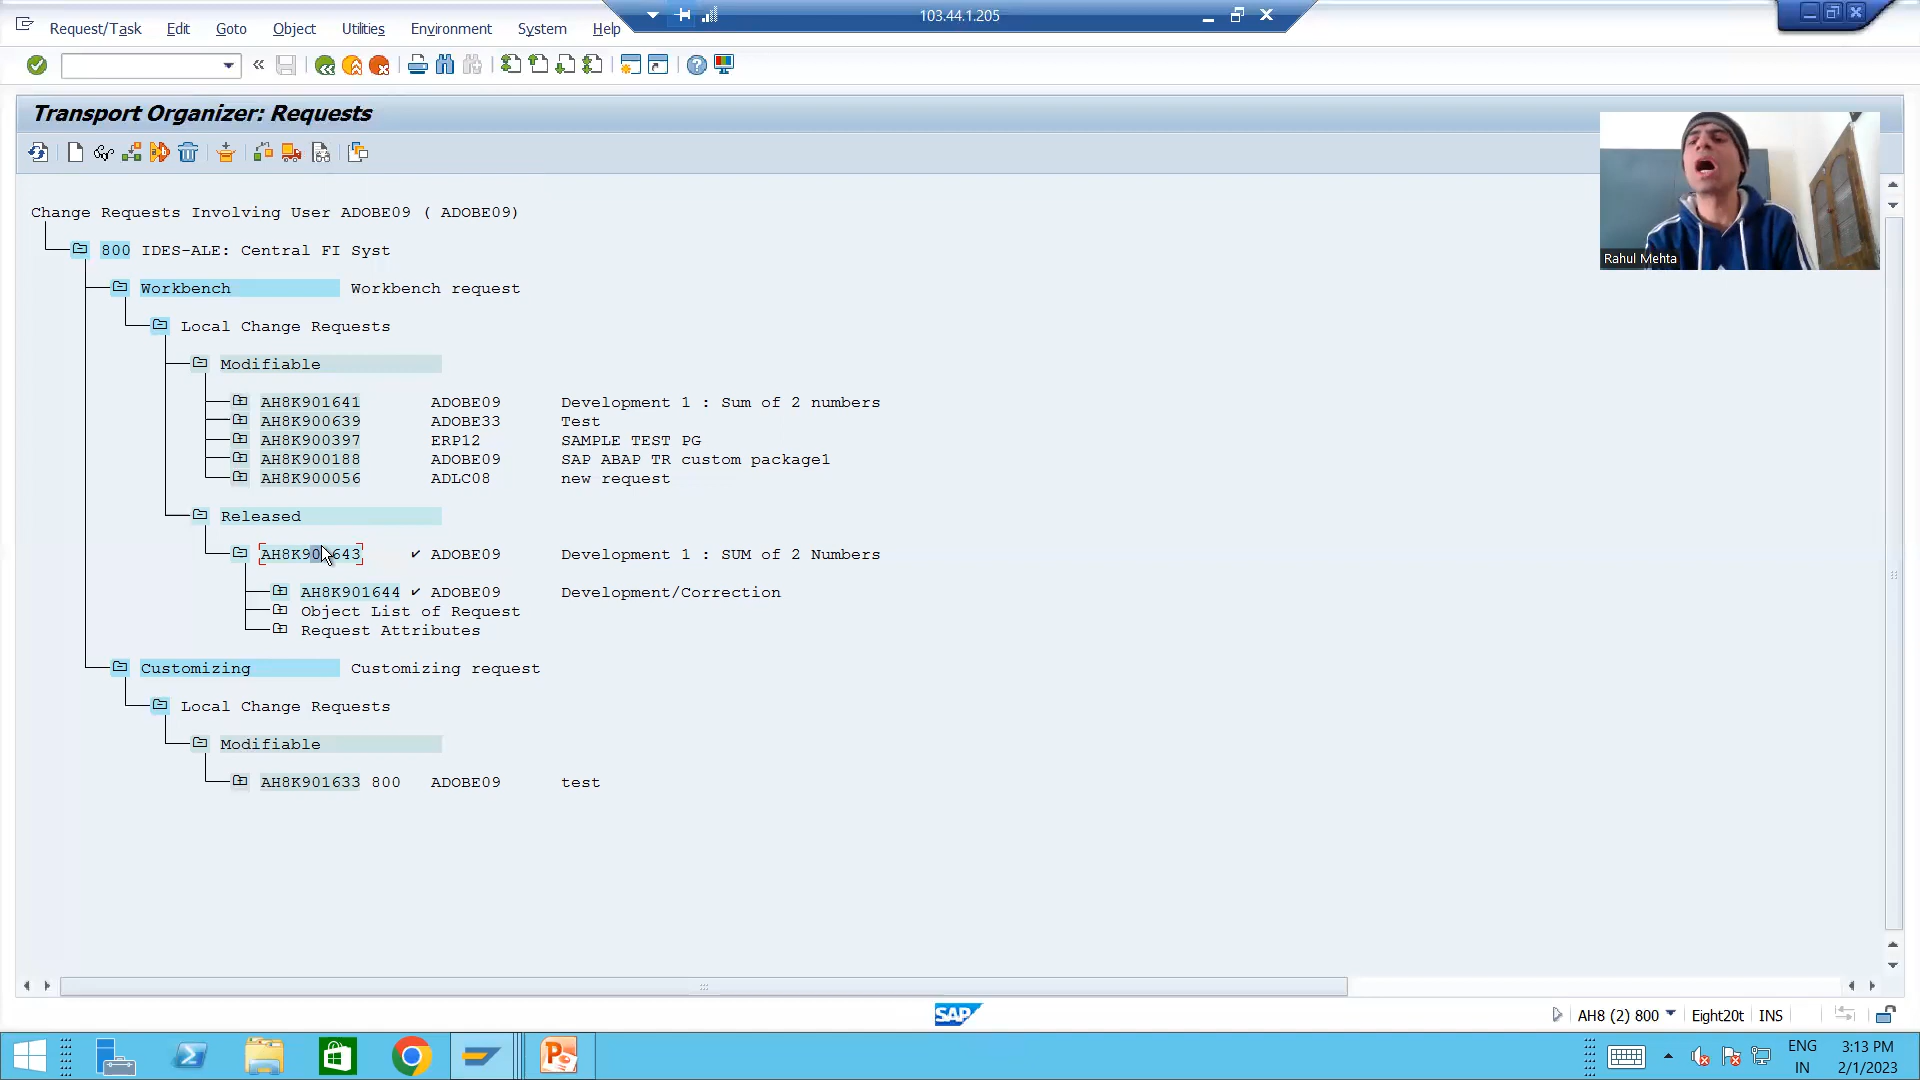 103.44.1.205
Request/Task Edit Goto Object Utilities Environment System Help
Transport Organizer: Requests
Rahul Mehta
Change Requests Involving User ADOBE09 ( ADOBE09)
800 IDES-ALE: Central FI Syst
Workbench Workbench request
Local Change Requests
Modifiable
AH8K901641 ADOBE09 Development 1 : Sum of 2 numbers
AH8K900639 ADOBE33 Test
AH8K900397 ERP12 SAMPLE TEST PG
AH8K900188 ADOBE09 SAP ABAP TR custom package1
AH8K900056 ADLC08 new request
Released
AH8K901643 ✔ ADOBE09 Development 1 : SUM of 2 Numbers
AH8K901644 ✔ ADOBE09 Development/Correction
Object List of Request
Request Attributes
Customizing Customizing request
Local Change Requests
Modifiable
AH8K901633 800 ADOBE09 test
SAP
AH8 (2) 800 Eight20t INS
ENG 3:13 PM
IN 2/1/2023